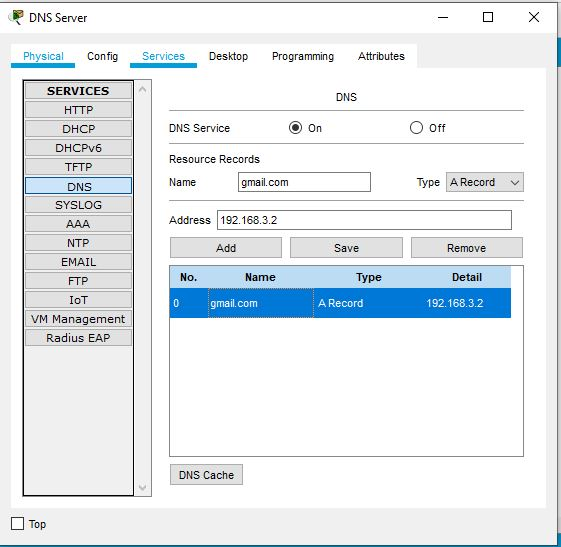 DNS Server
Physical Config Services Desktop Programming Attributes
SERVICES
HTTP
DHCP
DHCPv6
TFTP
DNS
SYSLOG
AAA
NTP
EMAIL
FTP
IoT
VM Management
Radius EAP
DNS
DNS Service On Off
Resource Records
Name gmail.com Type A Record
Address 192.168.3.2
Add Save Remove
No. Name Type Detail
0 gmail.com A Record 192.168.3.2
DNS Cache
Top